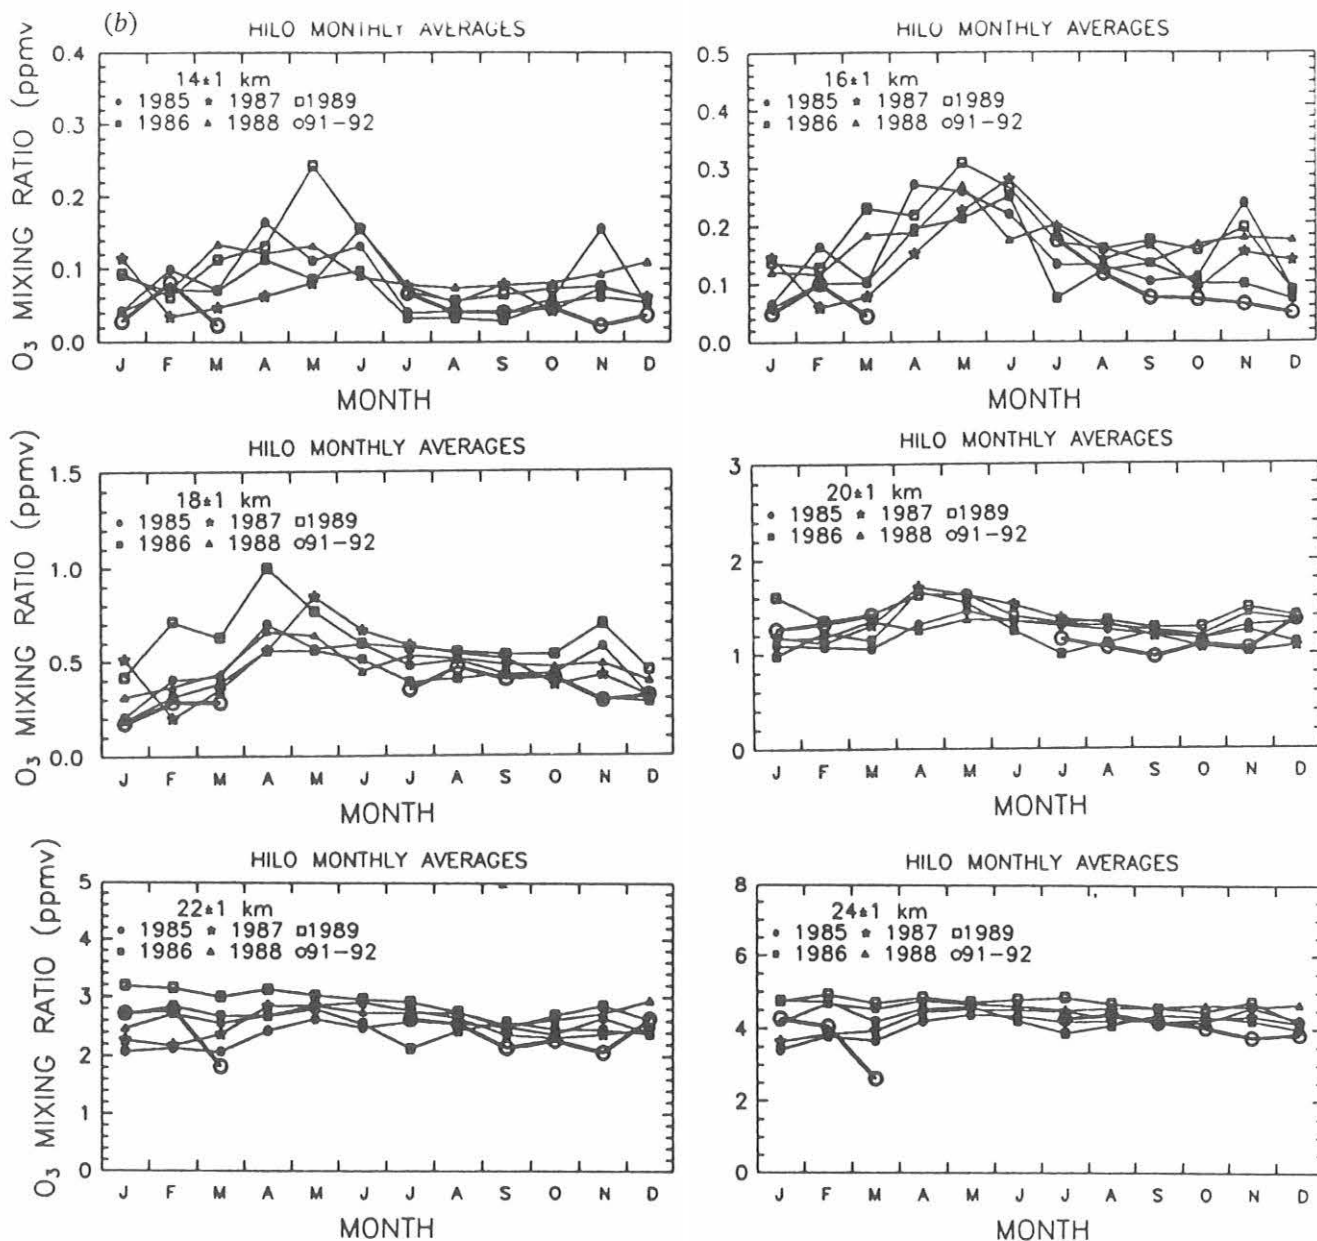 (b)
HILO MONTHLY AVERAGES
O₃ MIXING RATIO (ppmv)
0.4
0.3
0.2
0.1
0.0
14±1 km
1985 1987 1989
1986 1988 91-92
J F M A M J J A S O N D
MONTH
HILO MONTHLY AVERAGES
0.5
0.4
0.3
0.2
0.1
0.0
16±1 km
1985 1987 1989
1986 1988 91-92
J F M A M J J A S O N D
MONTH
HILO MONTHLY AVERAGES
O₃ MIXING RATIO (ppmv)
1.5
1.0
0.5
0.0
18±1 km
1985 1987 1989
1986 1988 91-92
J F M A M J J A S O N D
MONTH
HILO MONTHLY AVERAGES
3
2
1
0
20±1 km
1985 1987 1989
1986 1988 91-92
J F M A M J J A S O N D
MONTH
HILO MONTHLY AVERAGES
O₃ MIXING RATIO (ppmv)
5
4
3
2
1
0
22±1 km
1985 1987 1989
1986 1988 91-92
J F M A M J J A S O N D
MONTH
HILO MONTHLY AVERAGES
8
6
4
2
0
24±1 km
1985 1987 1989
1986 1988 91-92
J F M A M J J A S O N D
MONTH